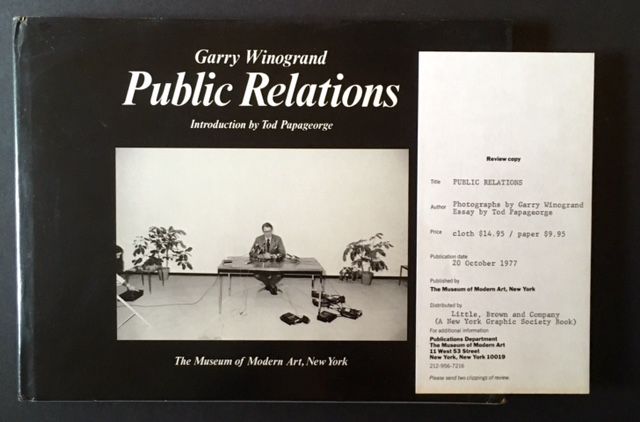 Garry Winogrand
Public Relations
Introduction by Tod Papageorge
The Museum of Modern Art, New York
Review copy
Title PUBLIC RELATIONS
Author Photographs by Garry Winogrand
Essay by Tod Papageorge
Price cloth $14.95 / paper $9.95
Publication date
20 October 1977
Published by
The Museum of Modern Art, New York
Distributed by
Little, Brown and Company
(A New York Graphic Society Book)
For additional information
Publications Department
The Museum of Modern Art
11 West 53 Street
New York, New York 10019
212-956-7216
Please send two clippings of review.